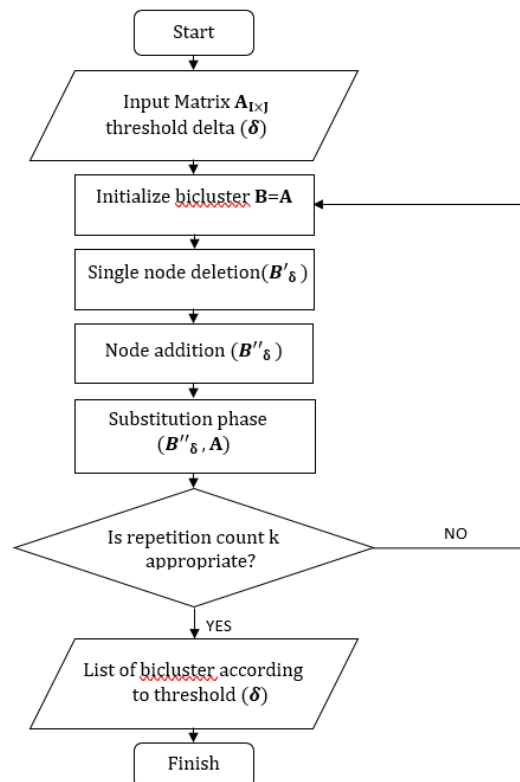 Start
Input Matrix A_{I×J}
threshold delta (δ)
Initialize bicluster B=A
Single node deletion(B′_δ )
Node addition (B′′_δ )
Substitution phase
(B′′_δ , A)
Is repetition count k
appropriate?
NO
YES
List of bicluster according
to threshold (δ)
Finish